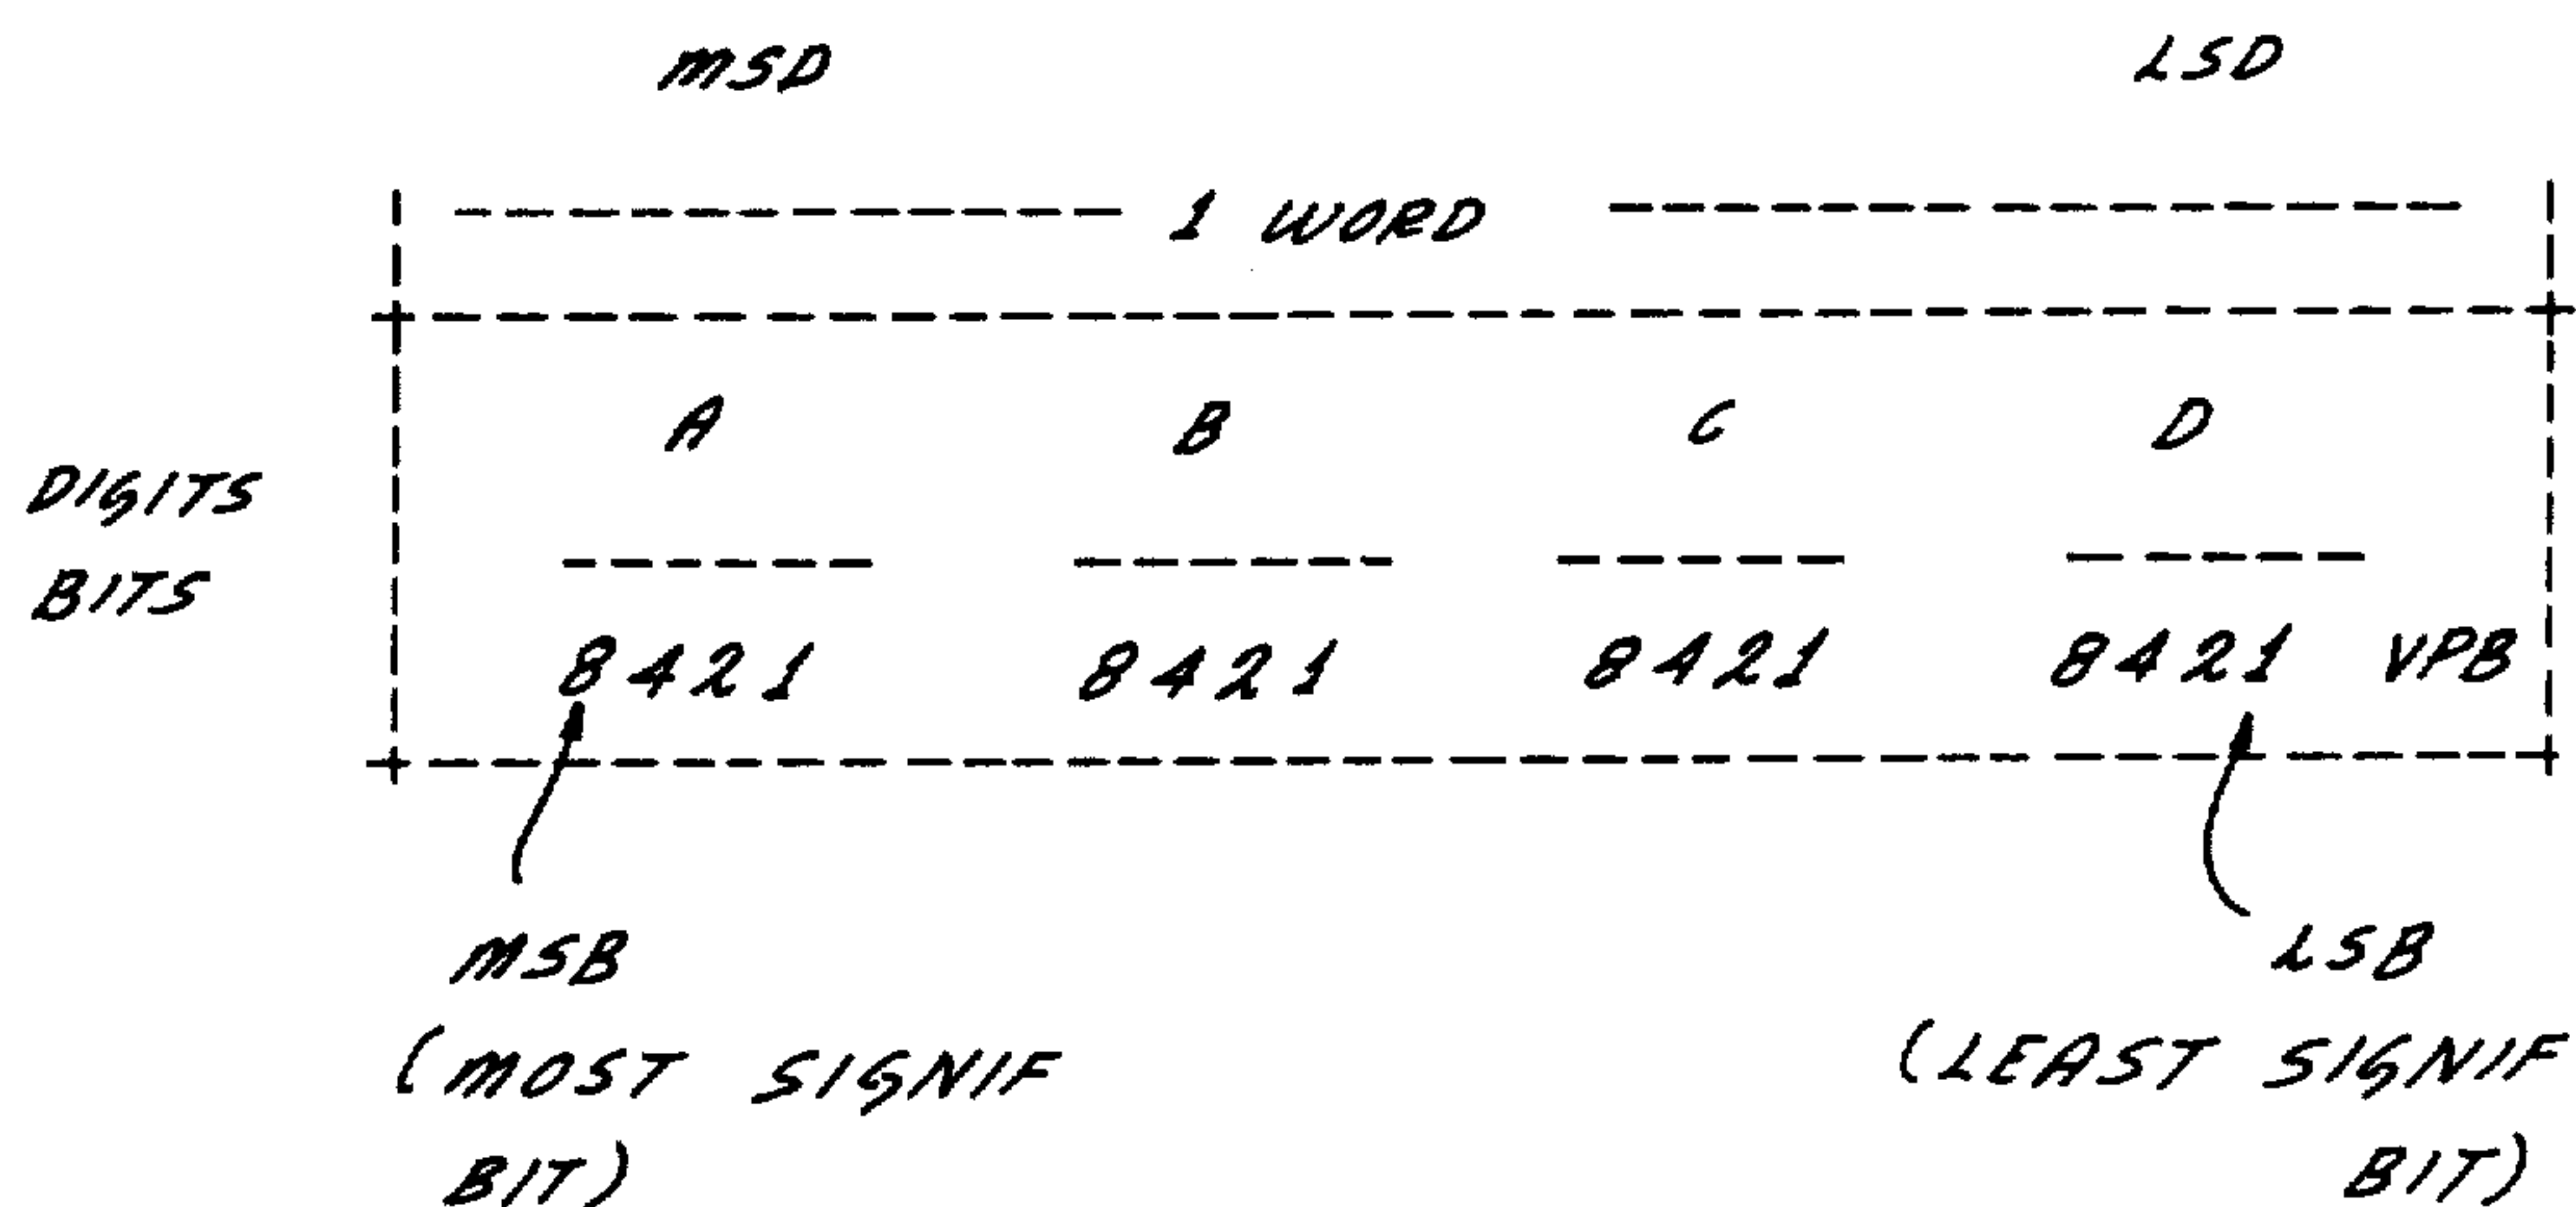 MSD LSD
1 WORD
A B C D
DIGITS
BITS
8421 8421 8421 8421 VPB
MSB LSB
(MOST SIGNIF (LEAST SIGNIF
BIT) BIT)